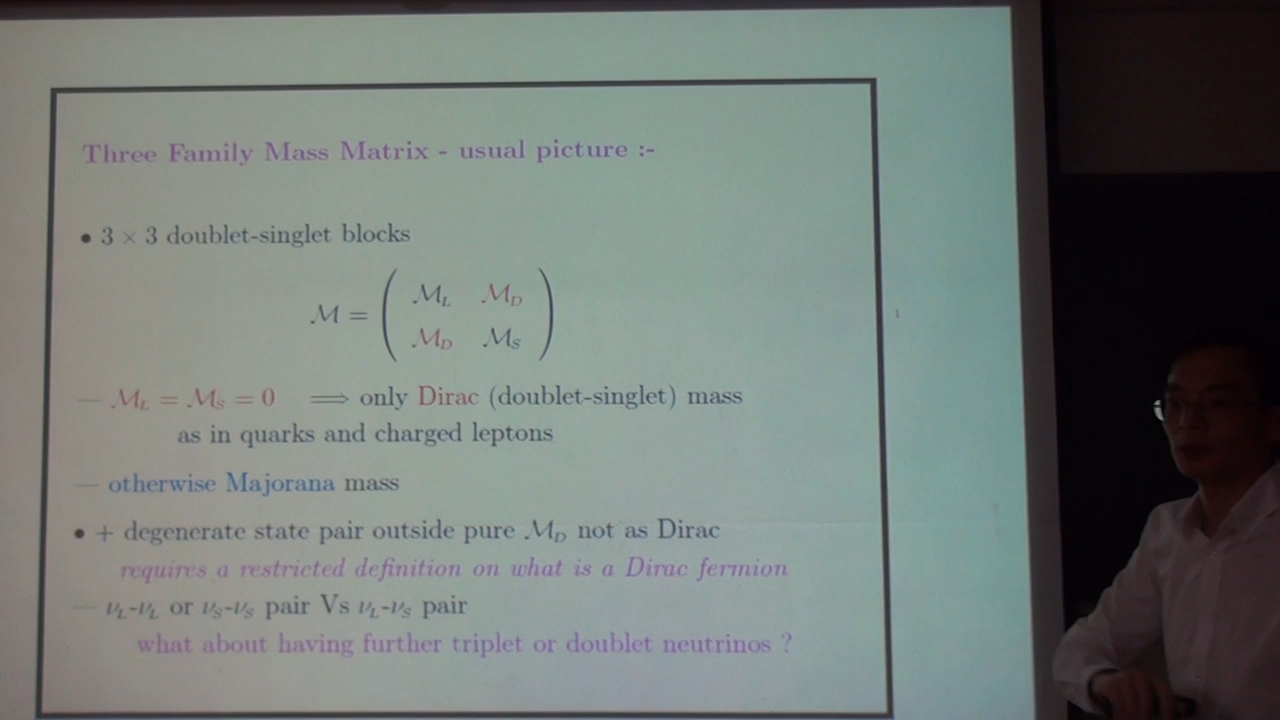 Three Family Mass Matrix - usual picture :-
• 3 × 3 doublet-singlet blocks
ℳ = ( ℳ_L ℳ_D
ℳ_D ℳ_S )
— ℳ_L = ℳ_S = 0 ⟹ only Dirac (doublet-singlet) mass
as in quarks and charged leptons
— otherwise Majorana mass
• + degenerate state pair outside pure ℳ_D not as Dirac
requires a restricted definition on what is a Dirac fermion
— ν_L-ν_L or ν_S-ν_S pair Vs ν_L-ν_S pair
what about having further triplet or doublet neutrinos ?